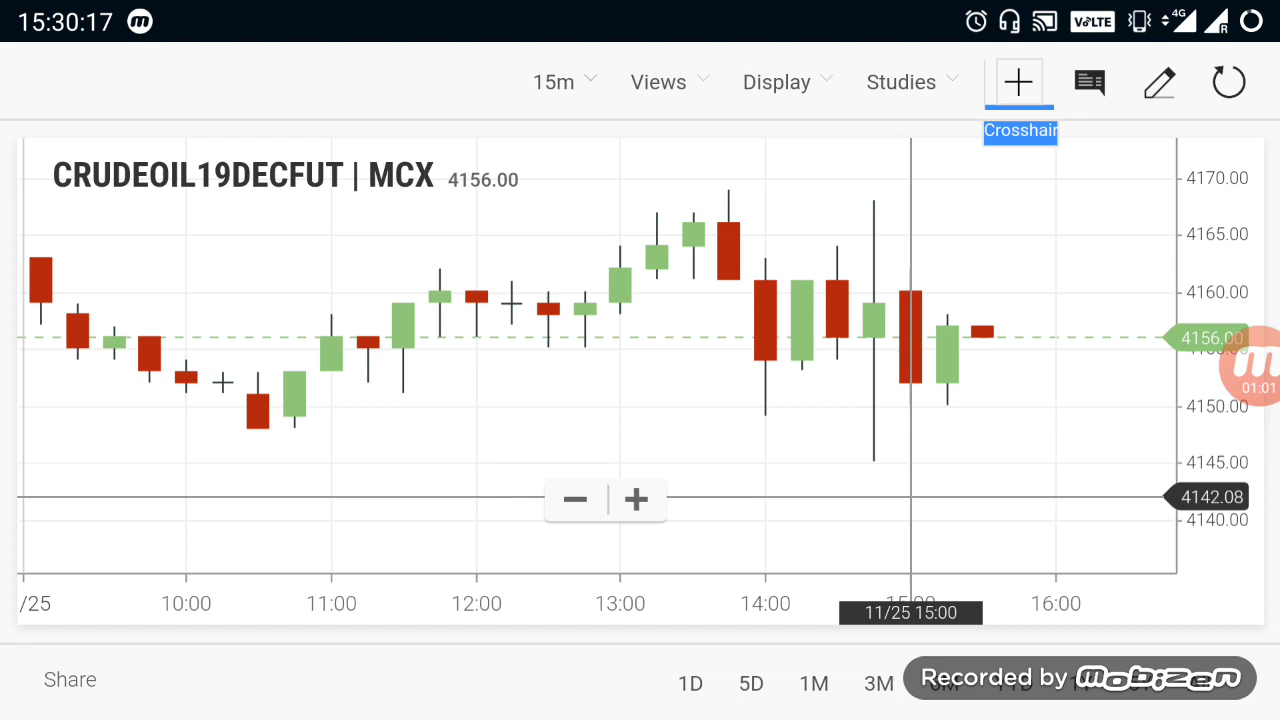 15:30:17
VoLTE 4G R
15m Views Display Studies
Crosshair
CRUDEOIL19DECFUT | MCX 4156.00
4170.00
4165.00
4160.00
4156.00
01:01
4150.00
4145.00
4142.08
4140.00
/25 10:00 11:00 12:00 13:00 14:00 15:00 16:00
11/25 15:00
Share 1D 5D 1M 3M
Recorded by mobizen